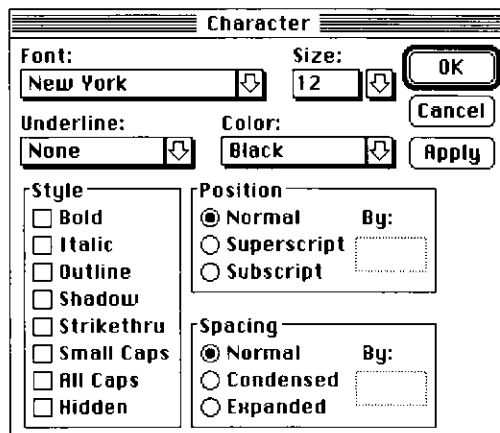 Character
Font: Size:
New York 12 OK
Cancel
Underline: Color:
None Black Apply
Style Position
Bold Normal By:
Italic Superscript
Outline Subscript
Shadow
Strikethru Spacing
Small Caps Normal By:
All Caps Condensed
Hidden Expanded